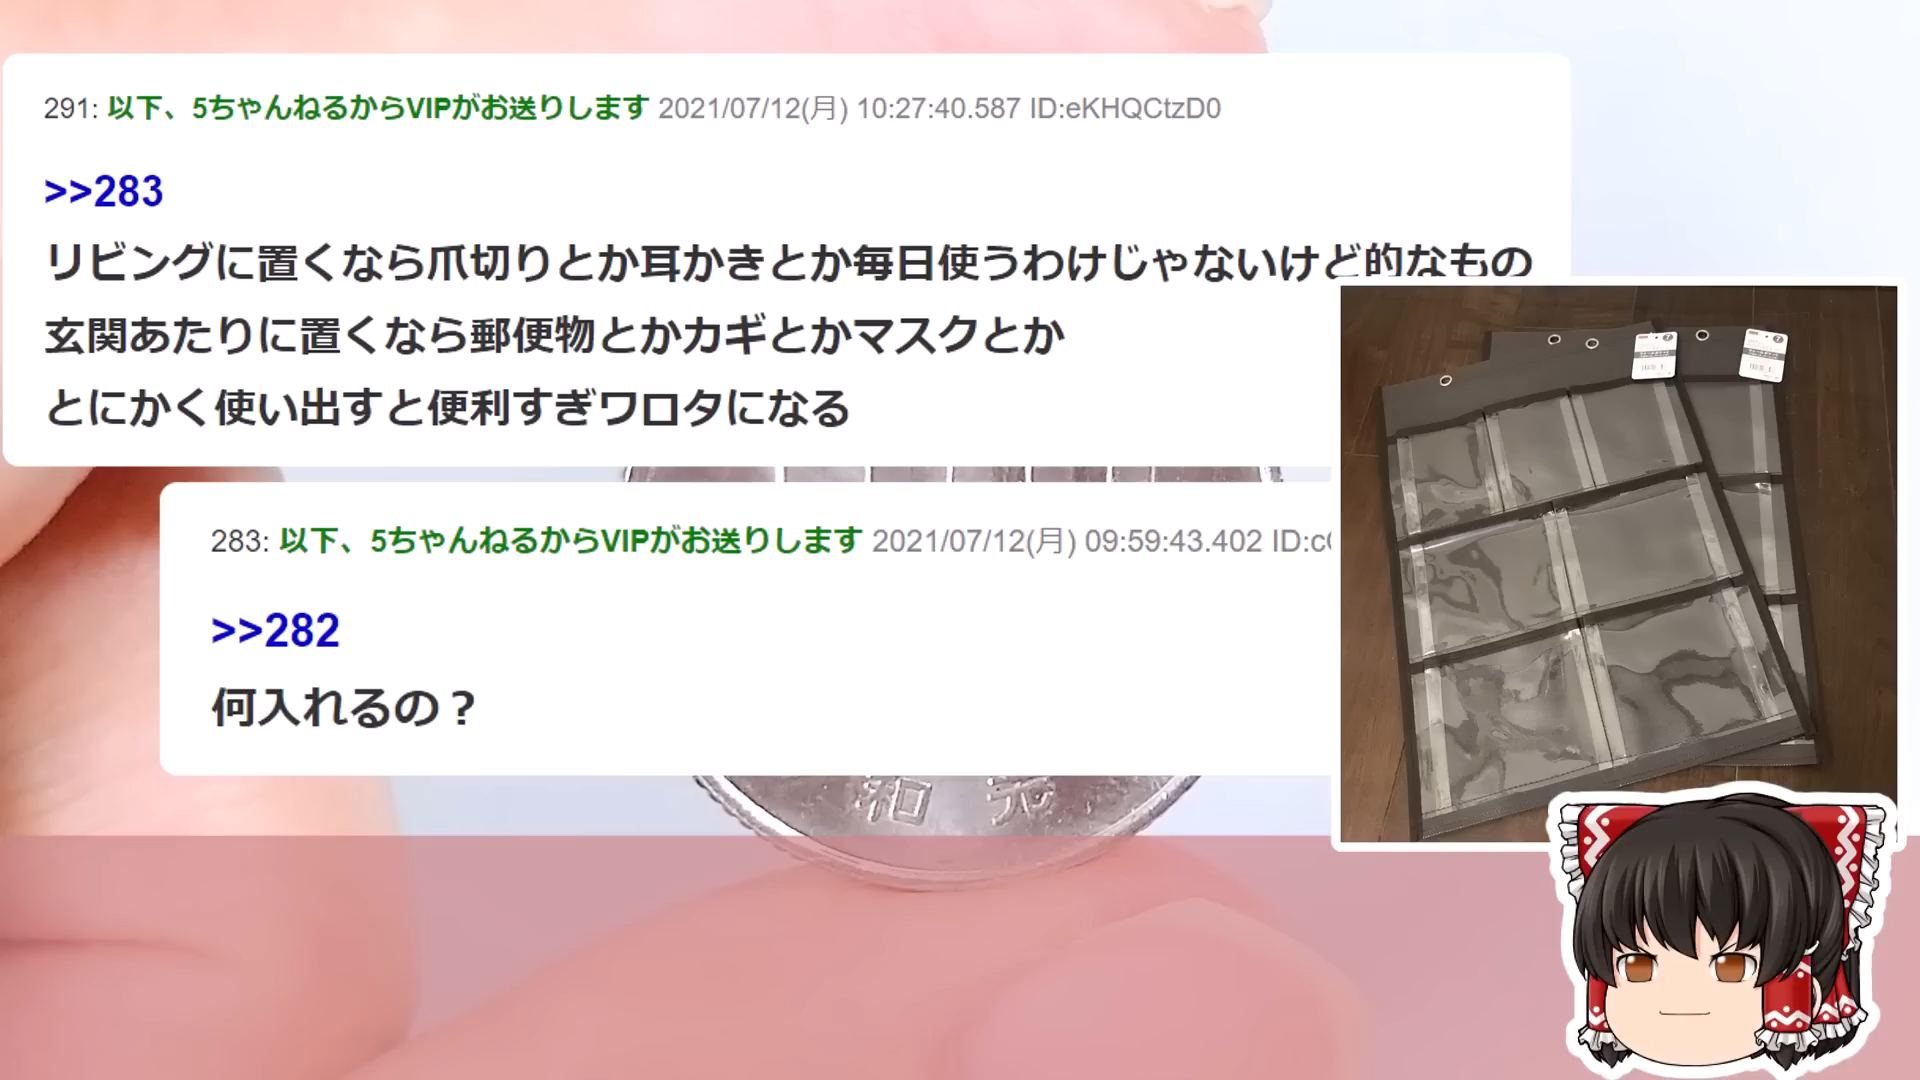 291: 以下、5ちゃんねるからVIPがお送りします 2021/07/12(月) 10:27:40.587 ID:eKHQCtzD0
>>283
リビングに置くなら爪切りとか耳かきとか毎日使うわけじゃないけど的なもの
玄関あたりに置くなら郵便物とかカギとかマスクとか
とにかく使い出すと便利すぎワロタになる
283: 以下、5ちゃんねるからVIPがお送りします 2021/07/12(月) 09:59:43.402 ID:c
>>282
何入れるの？
和 元